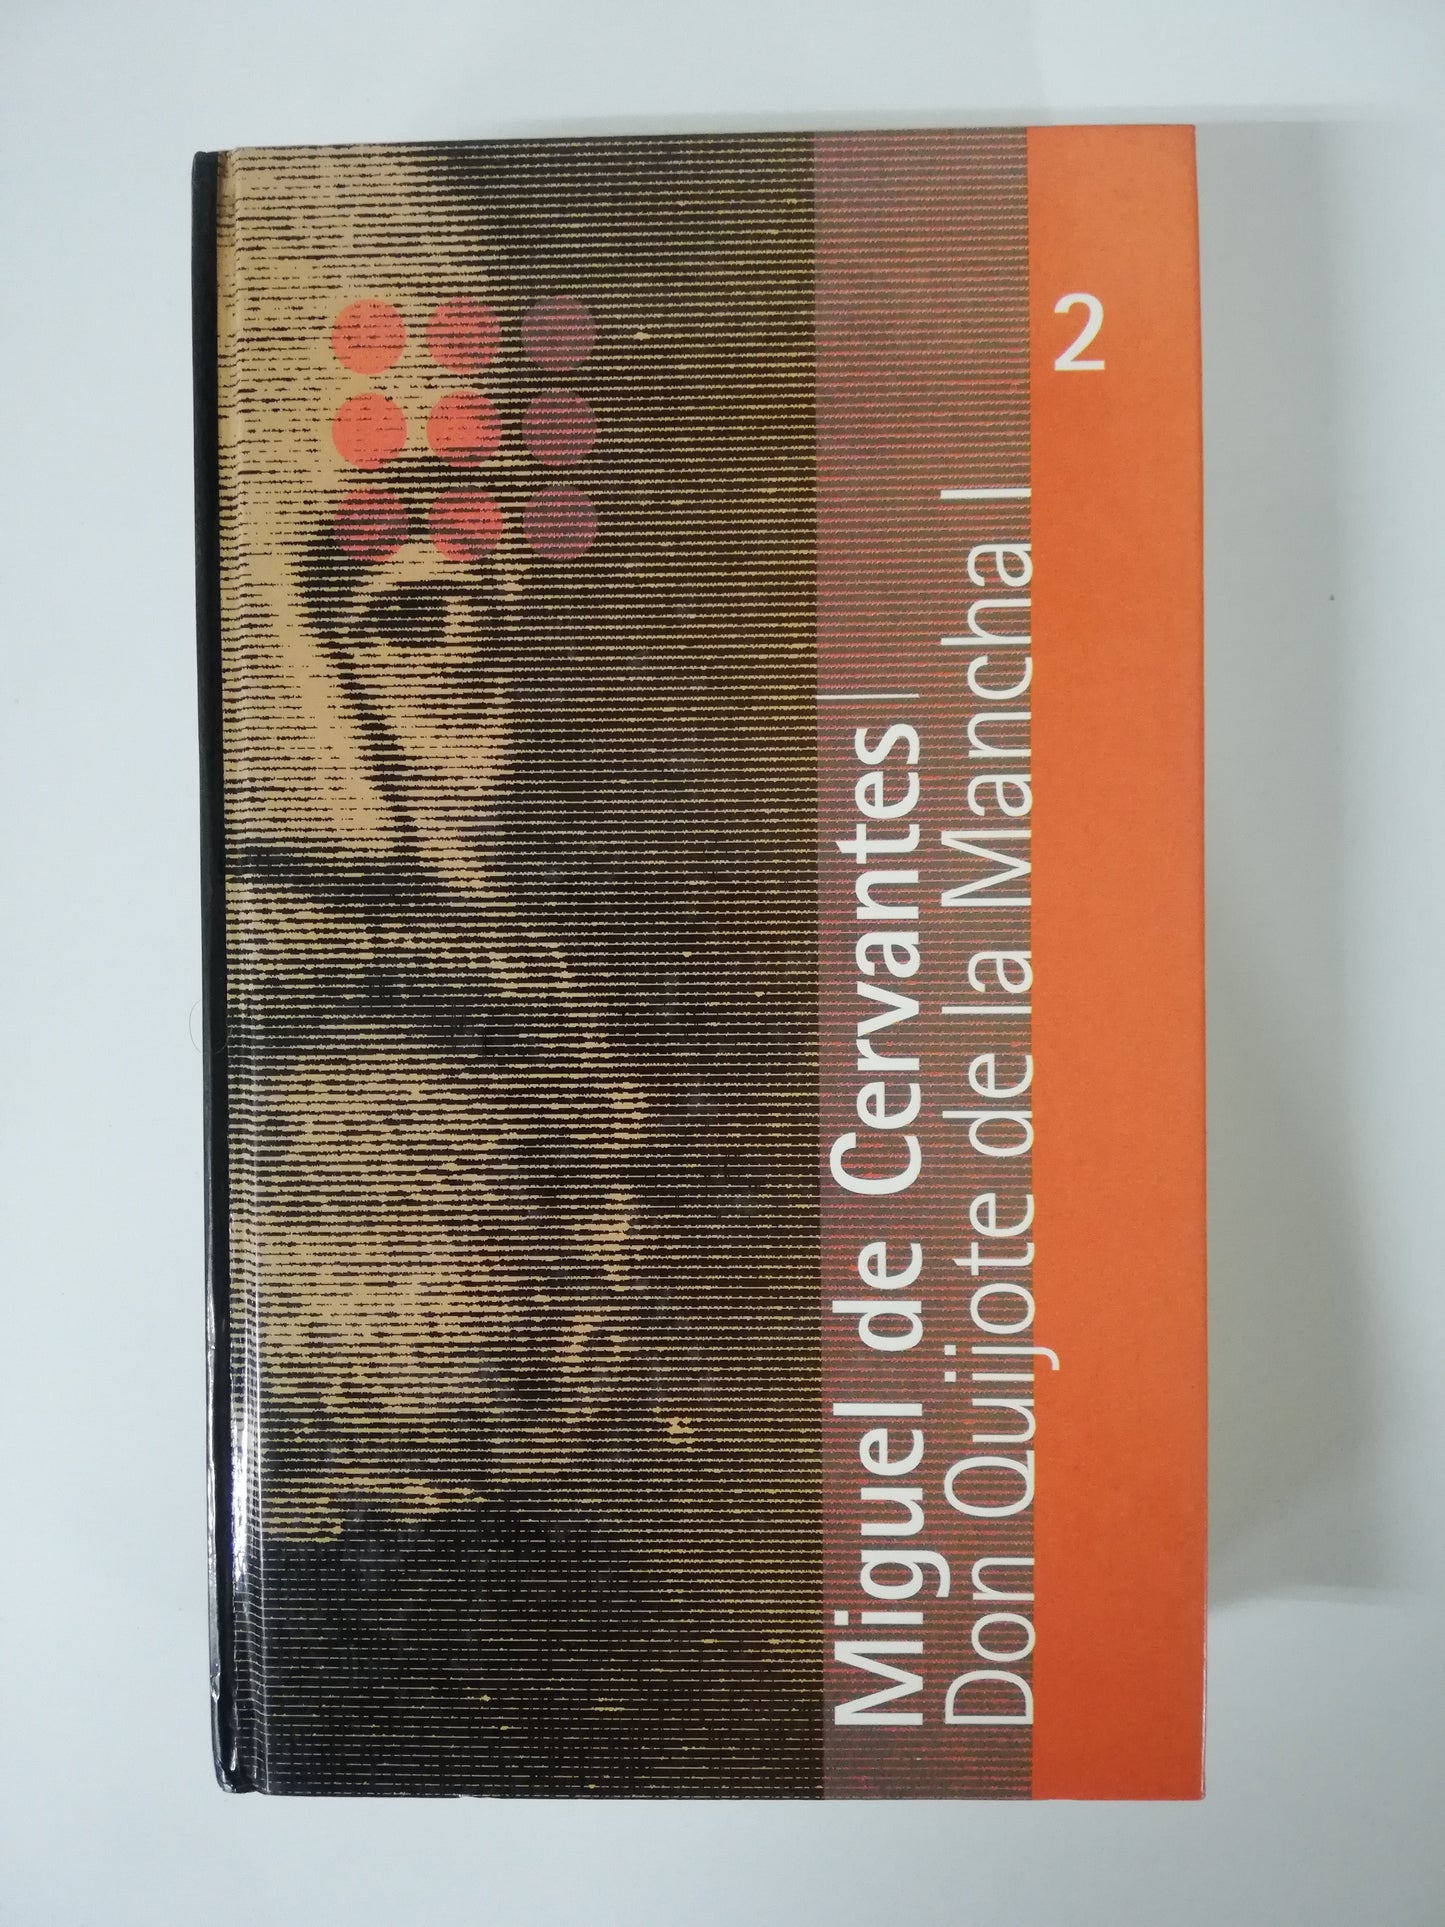 Miguel de Cervantes |
Don Quijote de la Mancha |
2